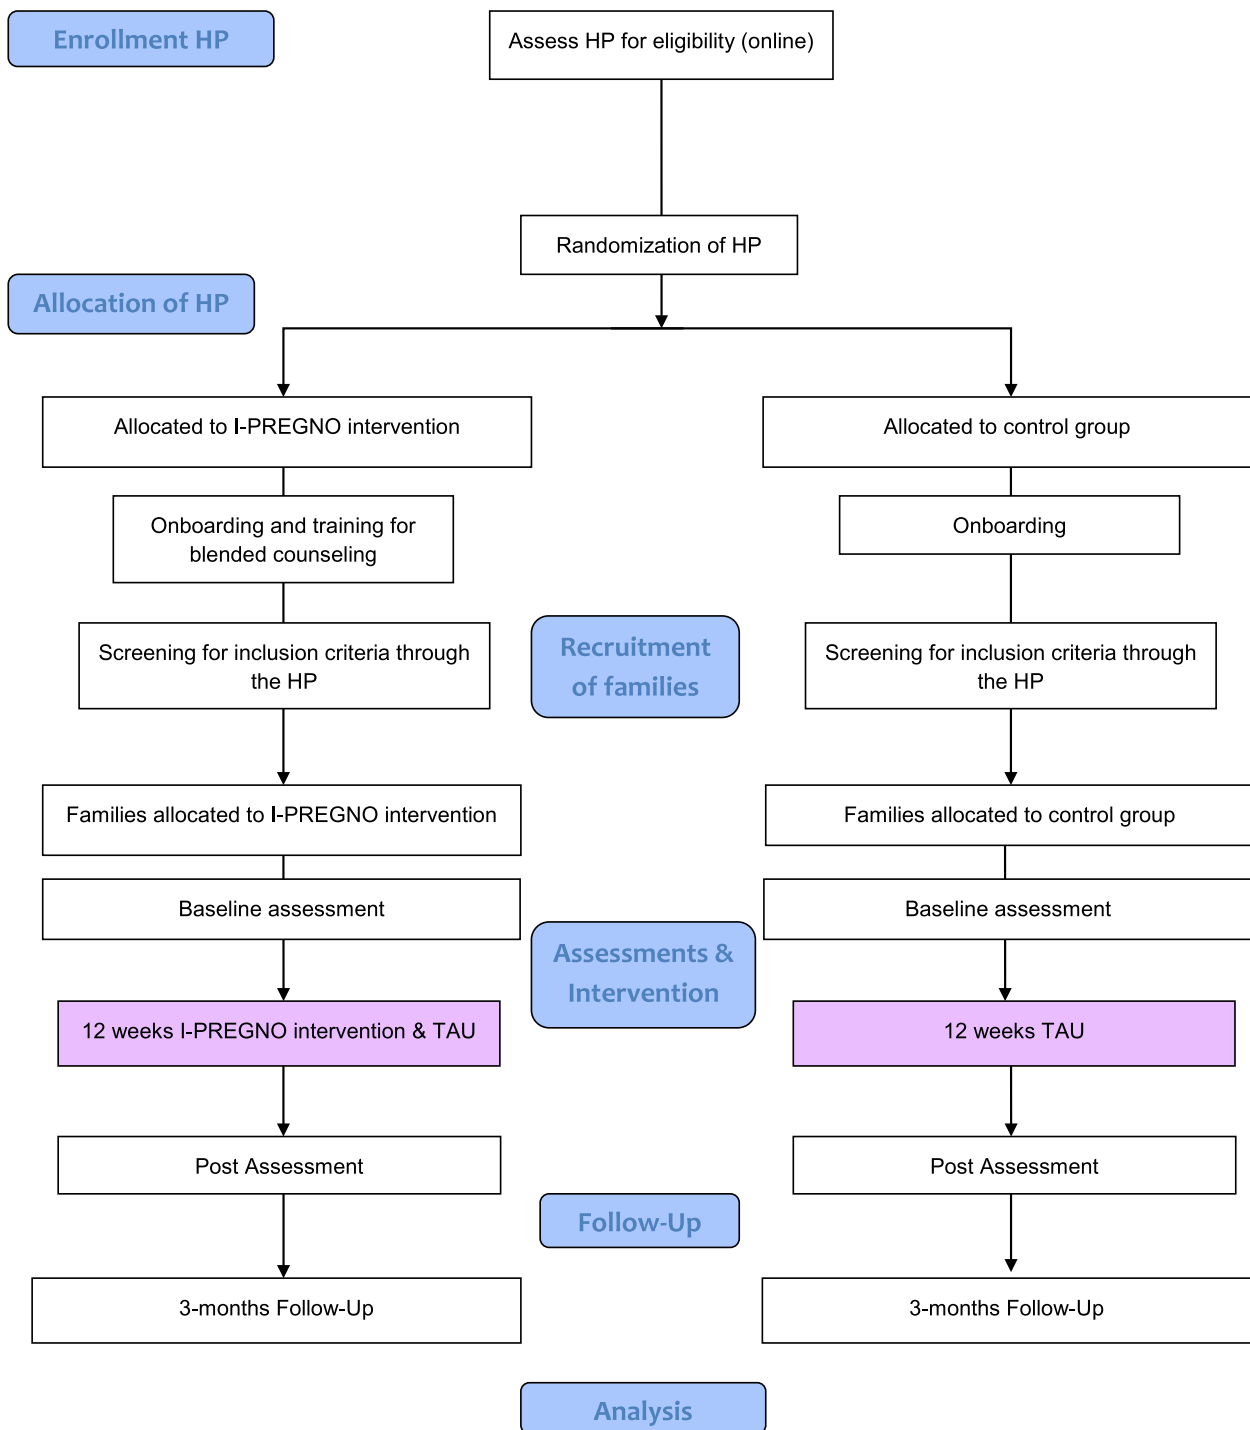 Enrollment HP
Assess HP for eligibility (online)
Randomization of HP
Allocation of HP
Allocated to I-PREGNO intervention
Allocated to control group
Onboarding and training for
blended counseling
Onboarding
Screening for inclusion criteria through
the HP
Recruitment
of families
Screening for inclusion criteria through
the HP
Families allocated to I-PREGNO intervention
Families allocated to control group
Baseline assessment
Baseline assessment
Assessments &
Intervention
12 weeks I-PREGNO intervention & TAU
12 weeks TAU
Post Assessment
Post Assessment
Follow-Up
3-months Follow-Up
3-months Follow-Up
Analysis